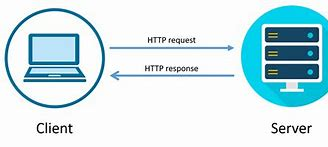 HTTP request
HTTP response
Client
Server